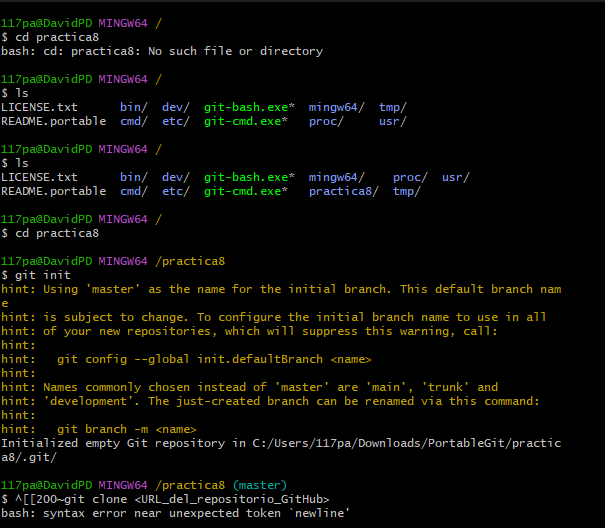 117pa@DavidPD MINGW64 /
$ cd practica8
bash: cd: practica8: No such file or directory
117pa@DavidPD MINGW64 /
$ ls
LICENSE.txt      bin/  dev/  git-bash.exe*  mingw64/  tmp/
README.portable  cmd/  etc/  git-cmd.exe*   proc/     usr/
117pa@DavidPD MINGW64 /
$ ls
LICENSE.txt      bin/  dev/  git-bash.exe*  mingw64/    proc/  usr/
README.portable  cmd/  etc/  git-cmd.exe*   practica8/  tmp/
117pa@DavidPD MINGW64 /
$ cd practica8
117pa@DavidPD MINGW64 /practica8
$ git init
hint: Using 'master' as the name for the initial branch. This default branch nam
e
hint: is subject to change. To configure the initial branch name to use in all
hint: of your new repositories, which will suppress this warning, call:
hint:
hint:   git config --global init.defaultBranch <name>
hint:
hint: Names commonly chosen instead of 'master' are 'main', 'trunk' and
hint: 'development'. The just-created branch can be renamed via this command:
hint:
hint:   git branch -m <name>
Initialized empty Git repository in C:/Users/117pa/Downloads/PortableGit/practic
a8/.git/
117pa@DavidPD MINGW64 /practica8 (master)
$ ^[[200~git clone <URL_del_repositorio_GitHub>
bash: syntax error near unexpected token `newline'